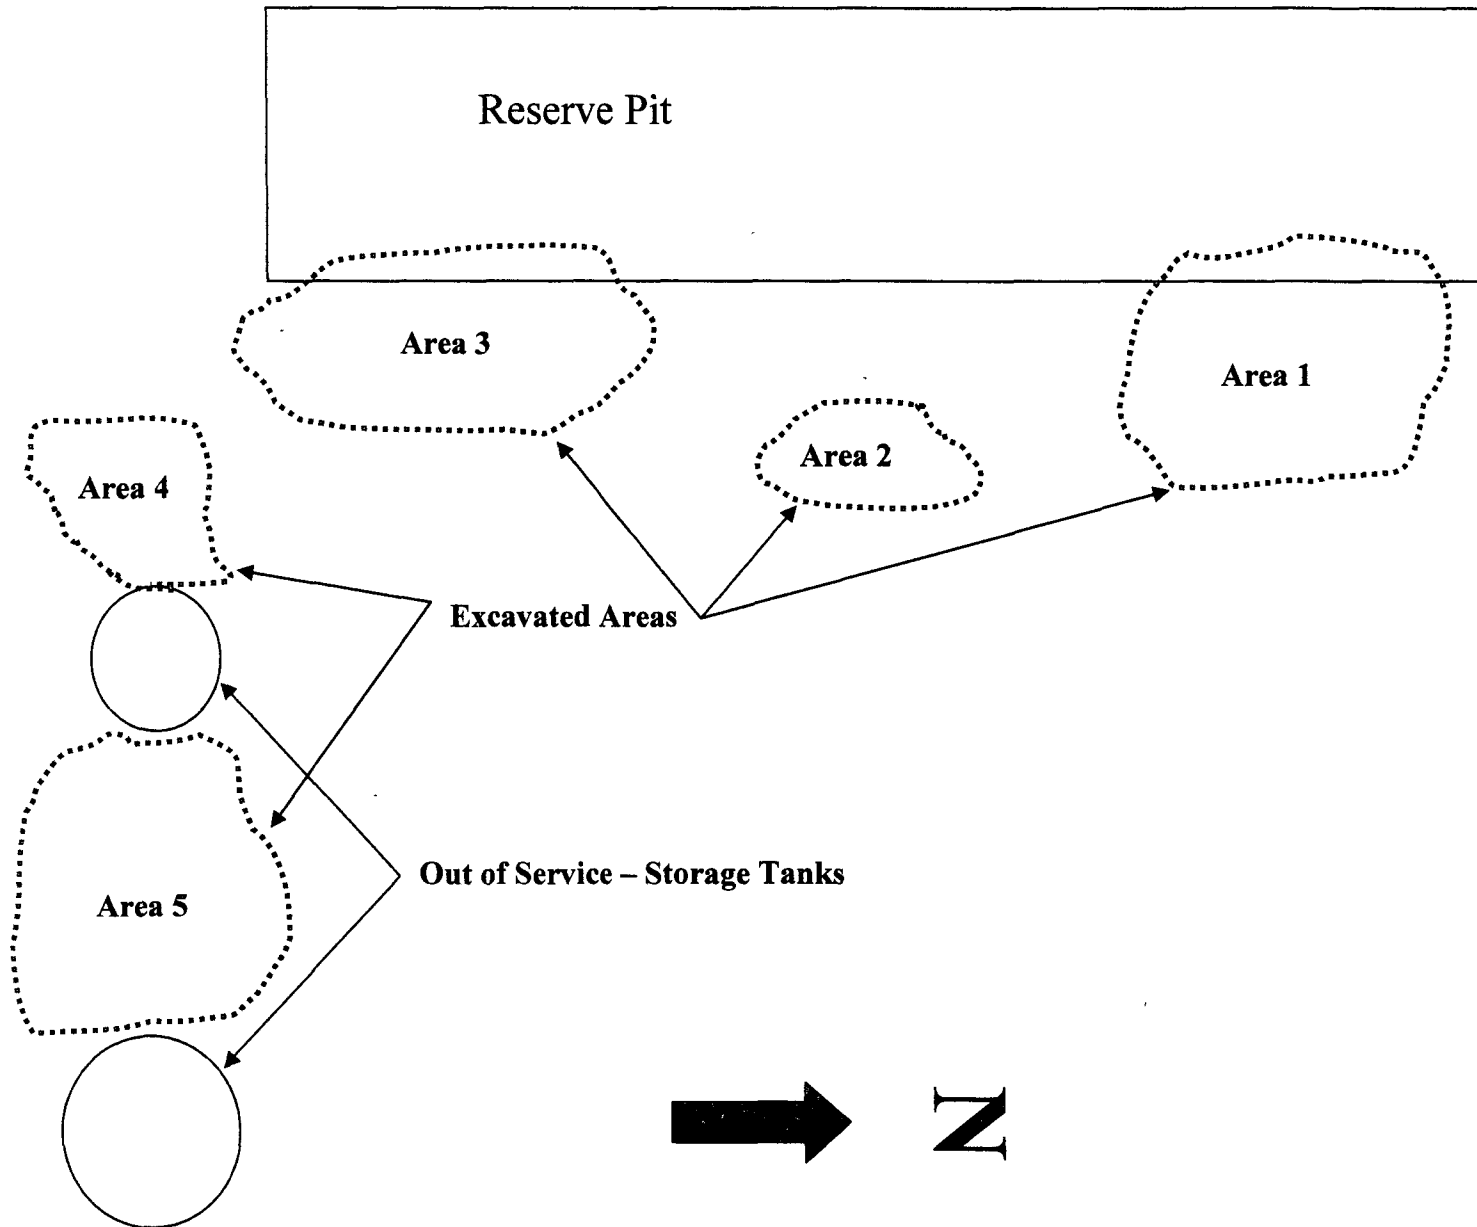 Reserve Pit
Area 3
Area 1
Area 2
Area 4
Excavated Areas
Out of Service – Storage Tanks
Area 5
N